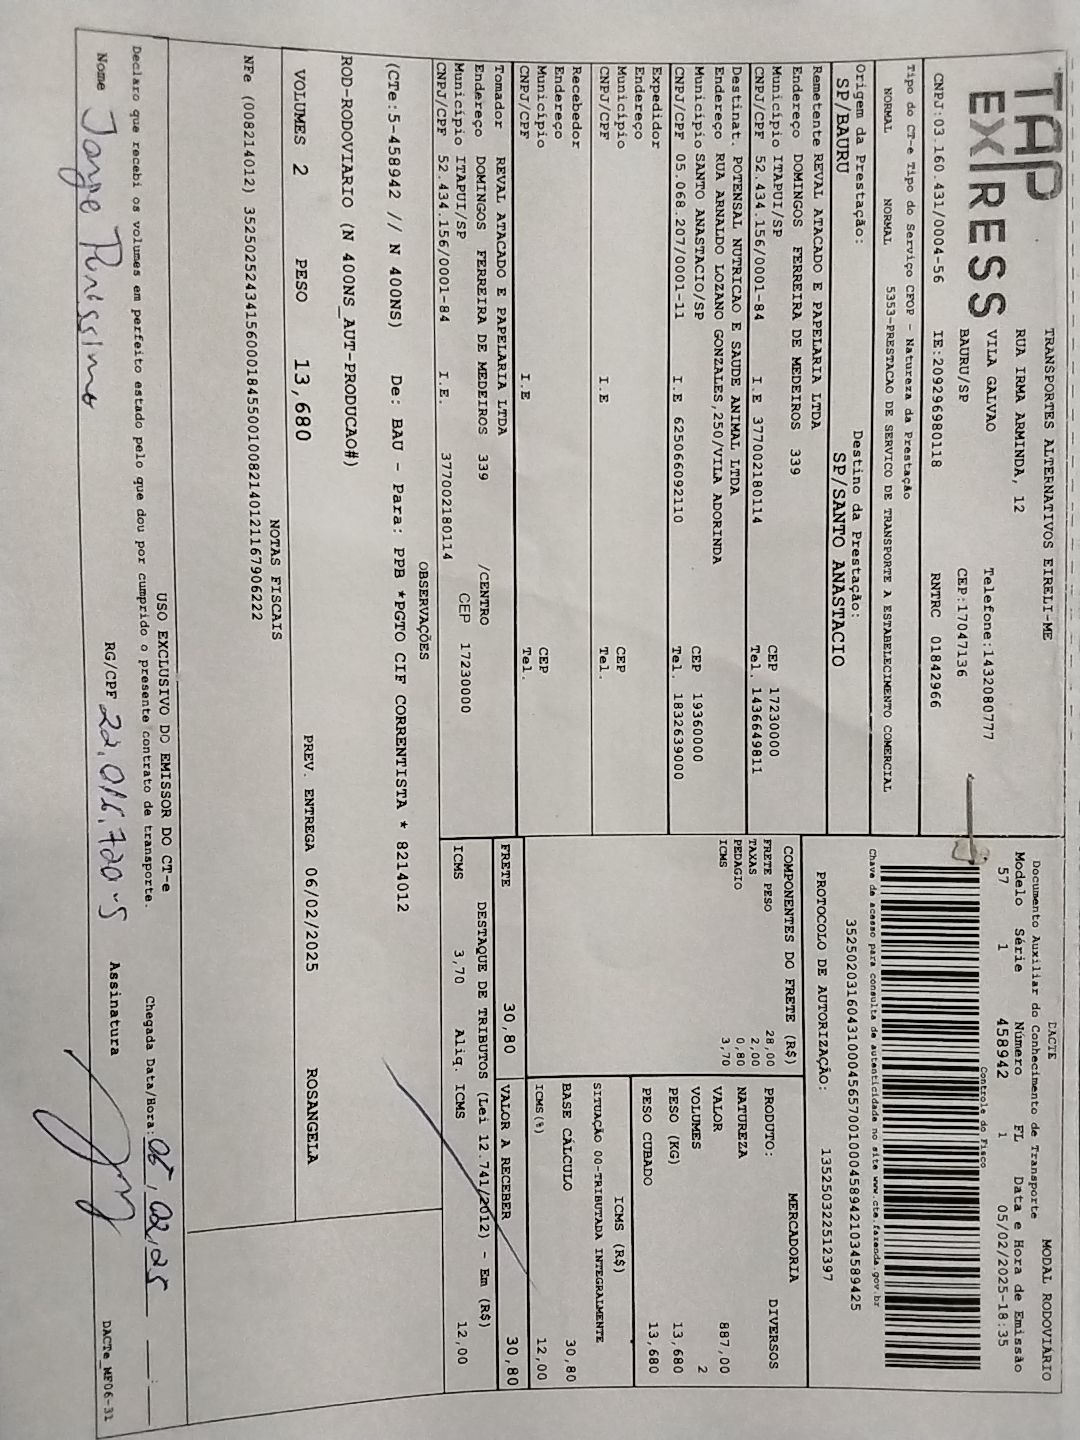 TAP
EXPRESS
TRANSPORTES ALTERNATIVOS EIRELI-ME
RUA IRMA ARMINDA, 12
VILA GALVAO Telefone:1432080777
BAURU/SP CEP:17047136
CNPJ:03.160.431/0004-56 IE:209296980118 RNTRC 01842966
DACTE MODAL RODOVIÁRIO
Documento Auxiliar do Conhecimento de Transporte
Modelo Série Número FL Data e Hora de Emissão
57 1 458942 1 05/02/2025-18:35
Controle do Fisco
Tipo do CT-e Tipo do Serviço CFOP - Natureza da Prestação
NORMAL NORMAL 5353-PRESTACAO DE SERVICO DE TRANSPORTE A ESTABELECIMENTO COMERCIAL
Chave de acesso para consulta de autenticidade no site www.cte.fazenda.gov.br
35250203160431000456570010004589421034589425
Origem da Prestação: Destino da Prestação:
SP/BAURU SP/SANTO ANASTACIO
PROTOCOLO DE AUTORIZAÇÃO: 135250322512397
Remetente REVAL ATACADO E PAPELARIA LTDA
Endereço DOMINGOS FERREIRA DE MEDEIROS 339
Município ITAPUI/SP CEP 17230000
CNPJ/CPF 52.434.156/0001-84 I.E 377002180114 Tel. 1436649811
Destinat. POTENSAL NUTRICAO E SAUDE ANIMAL LTDA
Endereço RUA ARNALDO LOZANO GONZALES,250/VILA ADORINDA
Município SANTO ANASTACIO/SP CEP 19360000
CNPJ/CPF 05.068.207/0001-11 I.E 625066092110 Tel. 1832639000
Expedidor
Endereço
Município CEP
CNPJ/CPF I.E Tel.
Recebedor
Endereço
Município CEP
CNPJ/CPF I.E Tel.
Tomador REVAL ATACADO E PAPELARIA LTDA
Endereço DOMINGOS FERREIRA DE MEDEIROS 339 /CENTRO
Município ITAPUI/SP CEP 17230000
CNPJ/CPF 52.434.156/0001-84 I.E. 377002180114
COMPONENTES DO FRETE (R$)
FRETE PESO 28,00
TAXAS 2,00
PEDAGIO 0,80
ICMS 3,70
MERCADORIA
PRODUTO: DIVERSOS
NATUREZA
VALOR 887,00
VOLUMES 2
PESO (KG) 13,680
PESO CUBADO 13,680
ICMS (R$)
SITUAÇÃO 00-TRIBUTADA INTEGRALMENTE
BASE CÁLCULO 30,80
ICMS(%) 12,00
FRETE 30,80 VALOR A RECEBER 30,80
DESTAQUE DE TRIBUTOS (Lei 12.741/2012) - Em (R$)
ICMS 3,70 Aliq. ICMS 12,00
OBSERVAÇÕES
(CTe:5-458942 // N 400NS) De: BAU - Para: PPB *PGTO CIF CORRENTISTA * 8214012
ROD-RODOVIARIO (N 400NS_AUT-PRODUCAO#)
VOLUMES 2 PESO 13,680 PREV. ENTREGA 06/02/2025 ROSANGELA
NOTAS FISCAIS
NFe (008214012) 35250252434156000184550010082140121167906222
USO EXCLUSIVO DO EMISSOR DO CT-e
Declaro que recebi os volumes em perfeito estado pelo que dou por cumprido o presente contrato de transporte. Chegada Data/Hora: 06,02,25 __:__
Nome Jorge RG/CPF 22.016.720-5 Assinatura
DACTe_MF06-31